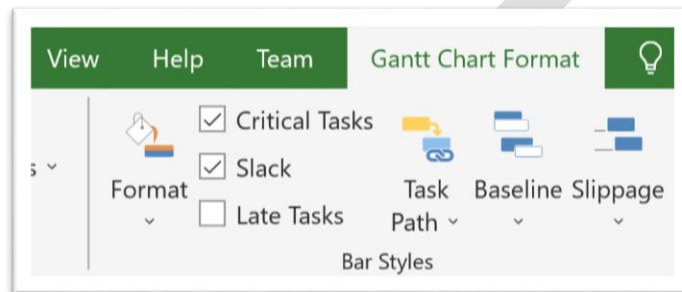 View Help Team Gantt Chart Format
s
Format
Critical Tasks
Slack
Late Tasks
Task
Path
Baseline
Slippage
Bar Styles